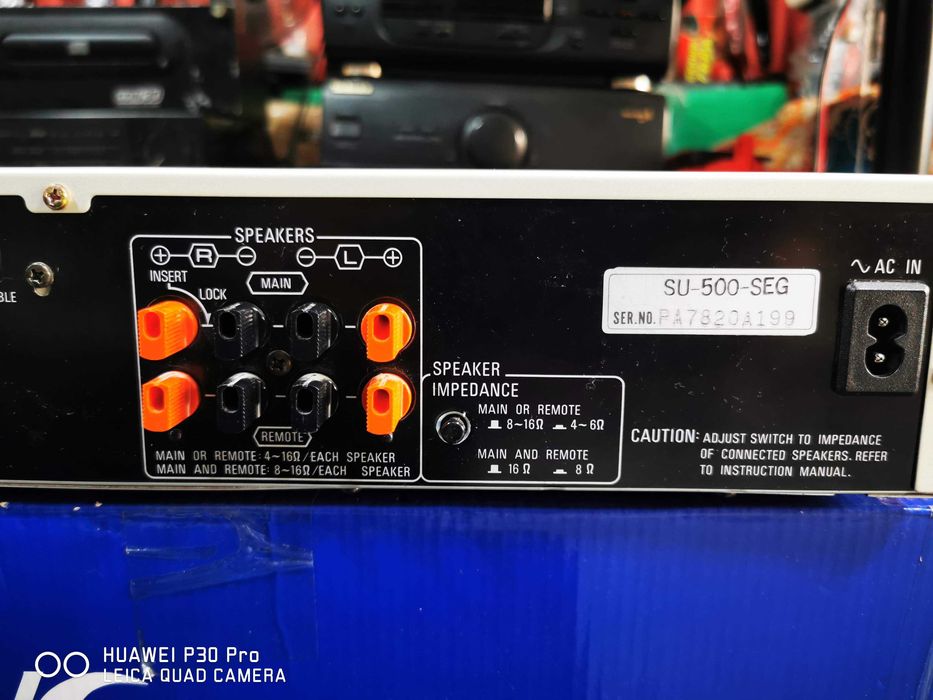 SPEAKERS
+ R - - L +
INSERT
LOCK
MAIN
REMOTE
MAIN OR REMOTE: 4~16Ω/EACH SPEAKER
MAIN AND REMOTE: 8~16Ω/EACH SPEAKER
SPEAKER
IMPEDANCE
MAIN OR REMOTE
8~16Ω 4~6Ω
MAIN AND REMOTE
16Ω 8Ω
SU-500-SEG
SER.NO. PA7820A199
~ AC IN
CAUTION: ADJUST SWITCH TO IMPEDANCE
OF CONNECTED SPEAKERS. REFER
TO INSTRUCTION MANUAL.
HUAWEI P30 Pro
LEICA QUAD CAMERA